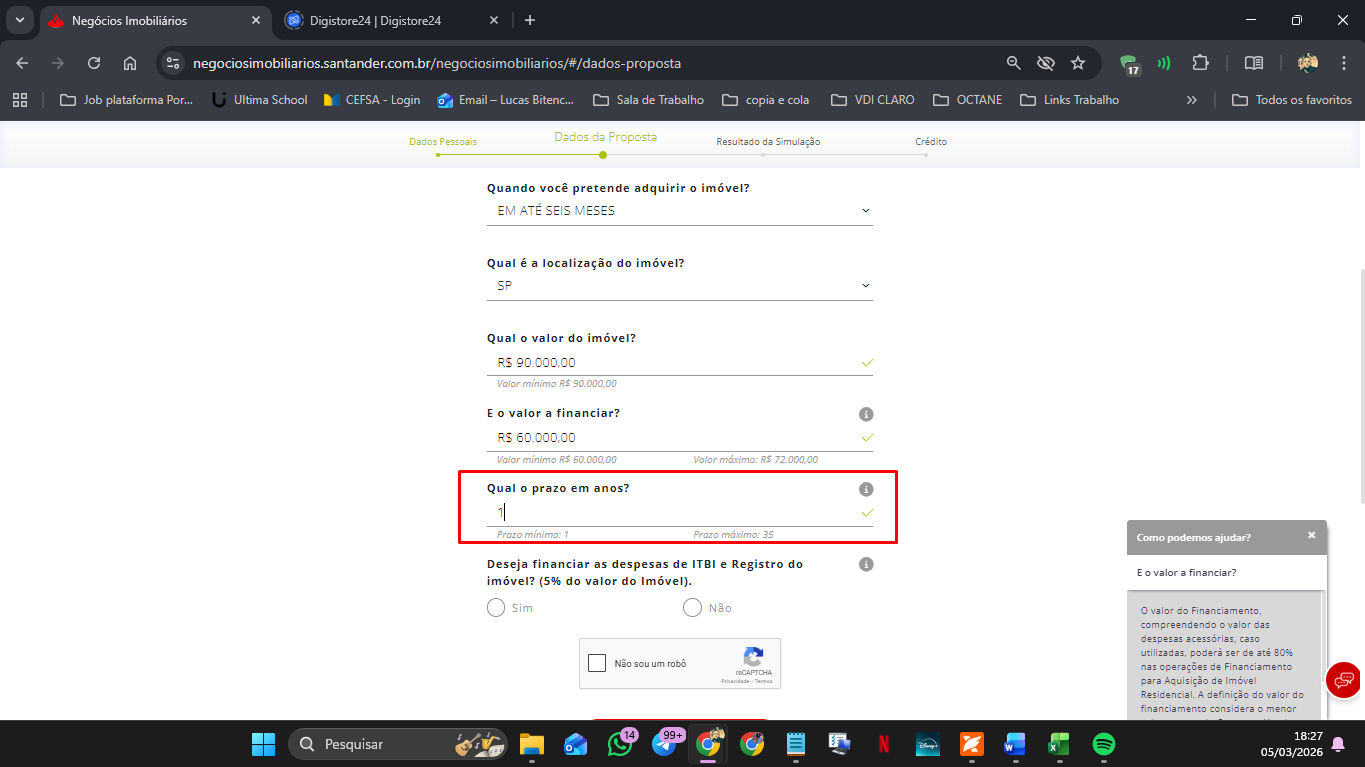 Negócios Imobiliários
Digistore24 | Digistore24
negociosimobiliarios.santander.com.br/negociosimobiliarios/#/dados-proposta
17
Job plataforma Por...
Ultima School
CEFSA - Login
Email – Lucas Bitenc...
Sala de Trabalho
copia e cola
VDI CLARO
OCTANE
Links Trabalho
Todos os favoritos
Dados Pessoais
Dados da Proposta
Resultado da Simulação
Crédito
Quando você pretende adquirir o imóvel?
EM ATÉ SEIS MESES
Qual é a localização do imóvel?
SP
Qual o valor do imóvel?
R$ 90.000,00
Valor mínimo R$ 90.000,00
E o valor a financiar?
R$ 60.000,00
Valor mínimo R$ 60.000,00 Valor máximo: R$ 72.000,00
Qual o prazo em anos?
1
Prazo mínimo: 1 Prazo máximo: 35
Deseja financiar as despesas de ITBI e Registro do
imóvel? (5% do valor do Imóvel).
Sim Não
Não sou um robô
reCAPTCHA
Privacidade - Termos
Como podemos ajudar?
E o valor a financiar?
O valor do Financiamento,
compreendendo o valor das
despesas acessórias, caso
utilizadas, poderá ser de até 80%
nas operações de Financiamento
para Aquisição de Imóvel
Residencial. A definição do valor do
financiamento considera o menor
Pesquisar
14
99+
18:27
05/03/2026